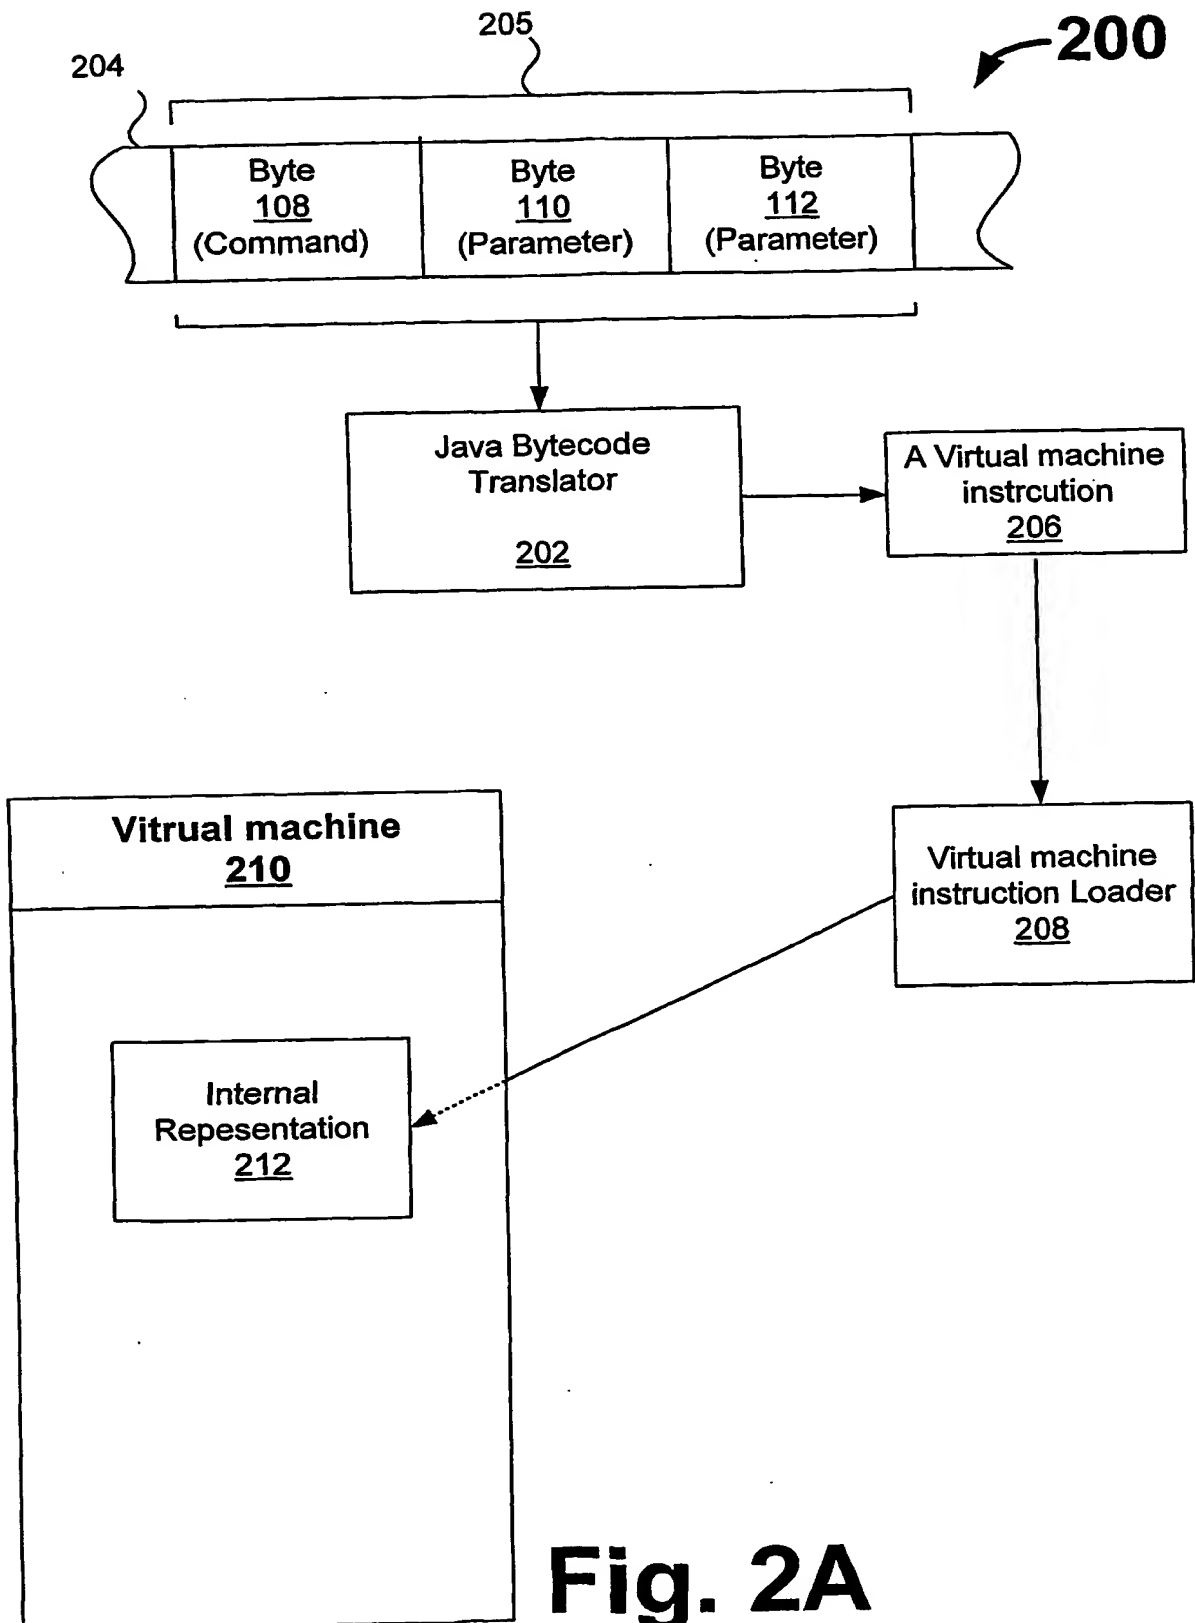 205
200
204
Byte
108
(Command)
Byte
110
(Parameter)
Byte
112
(Parameter)
Java Bytecode
Translator
202
A Virtual machine
instrcution
206
Vitrual machine
210
Virtual machine
instruction Loader
208
Internal
Repesentation
212
Fig. 2A